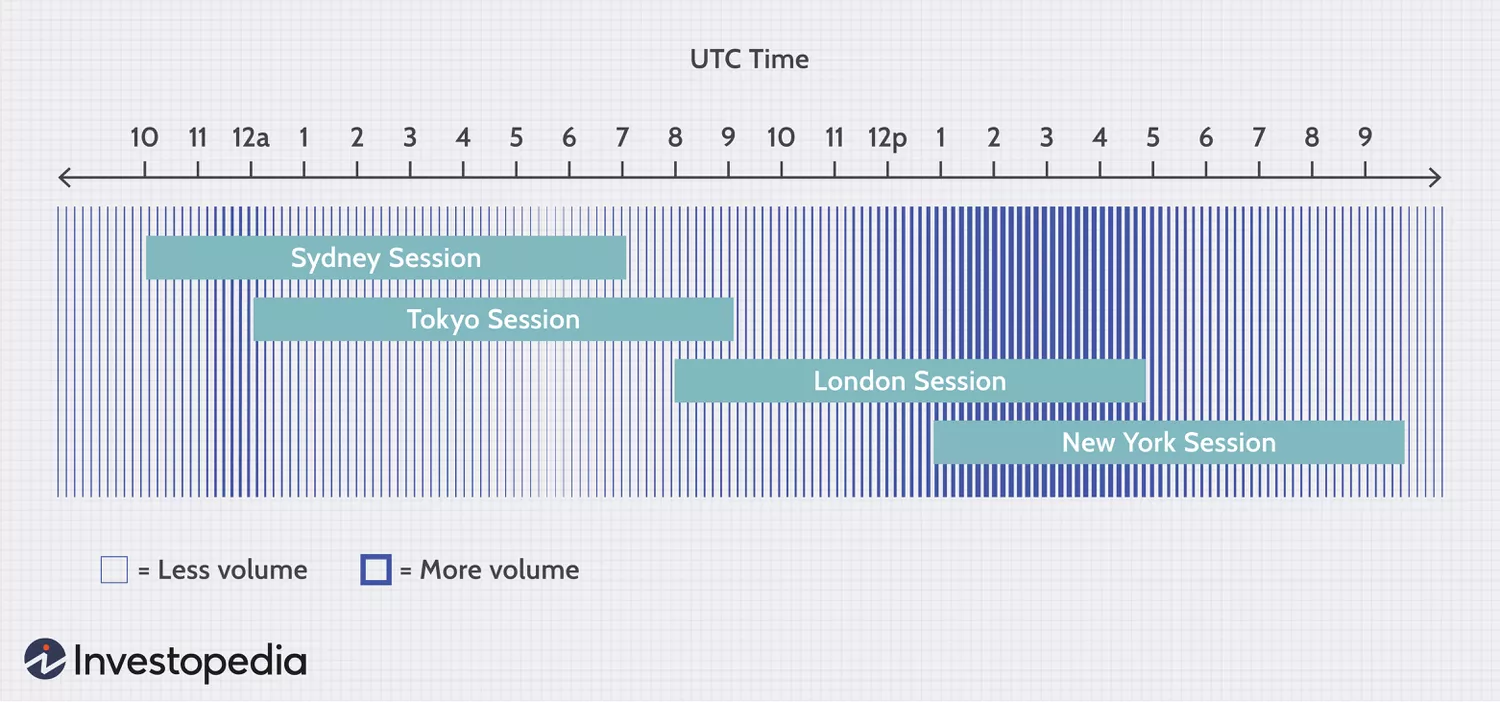 UTC Time
10 11 12a 1 2 3 4 5 6 7 8 9 10 11 12p 1 2 3 4 5 6 7 8 9
Sydney Session
Tokyo Session
London Session
New York Session
= Less volume = More volume
Investopedia